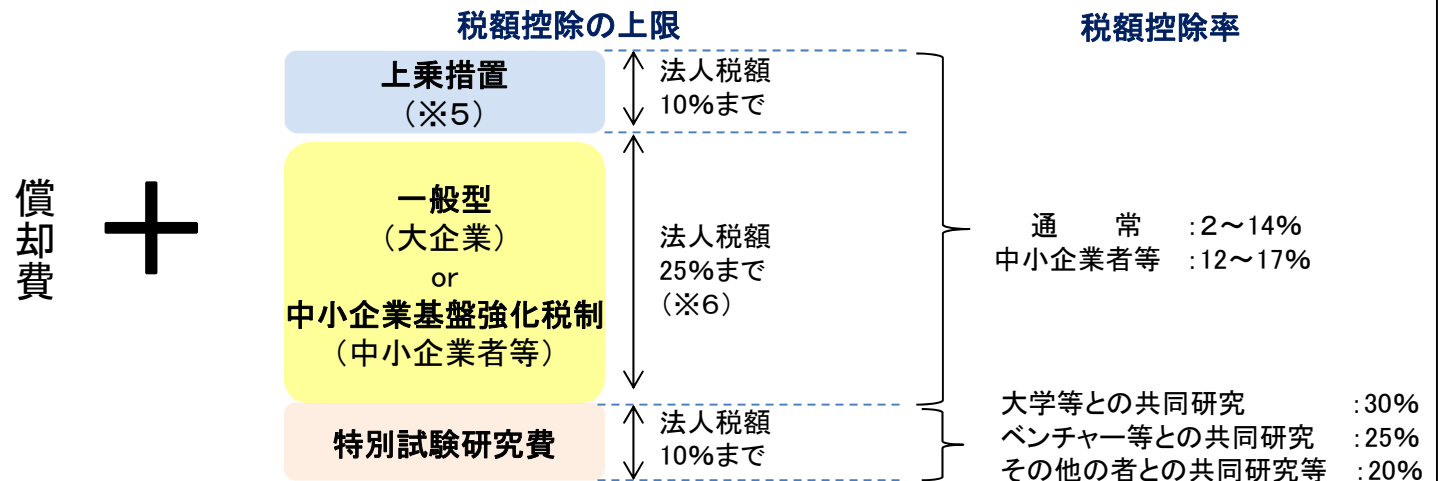 税額控除の上限
税額控除率
償却費
＋
上乗措置
（※５）
法人税額
10%まで
一般型
（大企業）
or
中小企業基盤強化税制
（中小企業者等）
法人税額
25%まで
（※６）
特別試験研究費
法人税額
10%まで
通　　常　：２～14%
中小企業者等　：12～17%
大学等との共同研究　：30%
ベンチャー等との共同研究　：25%
その他の者との共同研究等　：20%